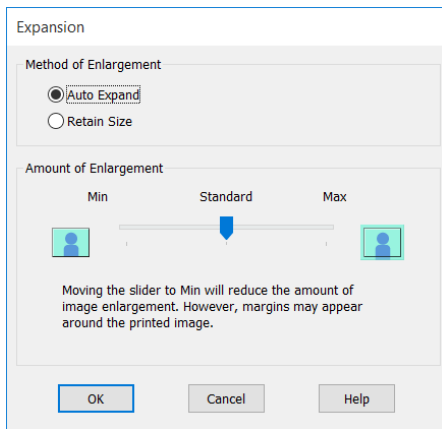 Expansion
Method of Enlargement
Auto Expand
Retain Size
Amount of Enlargement
Min Standard Max
Moving the slider to Min will reduce the amount of
image enlargement. However, margins may appear
around the printed image.
OK Cancel Help